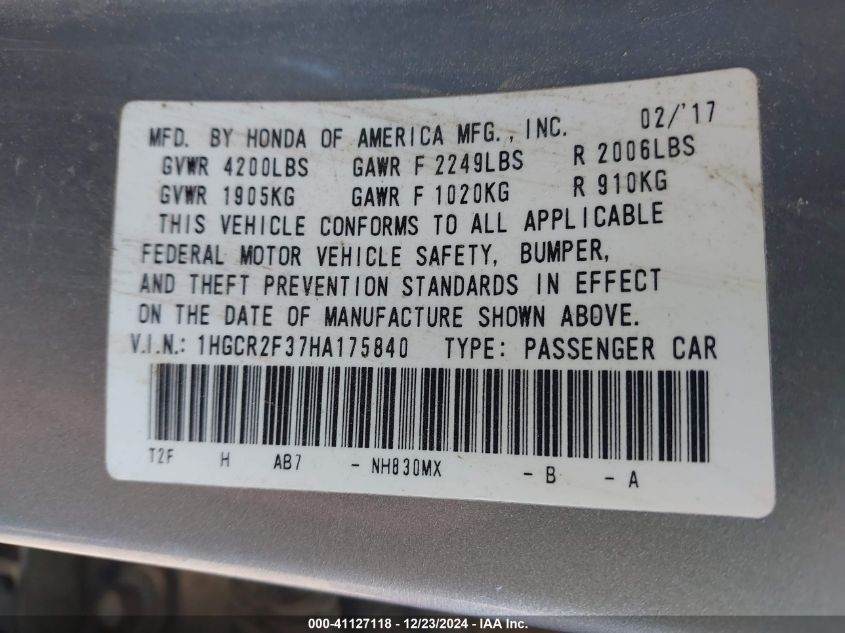 MFD. BY HONDA OF AMERICA MFG., INC. 02/'17
GVWR 4200LBS GAWR F 2249LBS R 2006LBS
GVWR 1905KG GAWR F 1020KG R 910KG
THIS VEHICLE CONFORMS TO ALL APPLICABLE
FEDERAL MOTOR VEHICLE SAFETY, BUMPER,
AND THEFT PREVENTION STANDARDS IN EFFECT
ON THE DATE OF MANUFACTURE SHOWN ABOVE.
V.I.N.: 1HGCR2F37HA175840 TYPE: PASSENGER CAR
T2F H AB7 - NH830MX - B - A
000-41127118 - 12/23/2024 - IAA Inc.